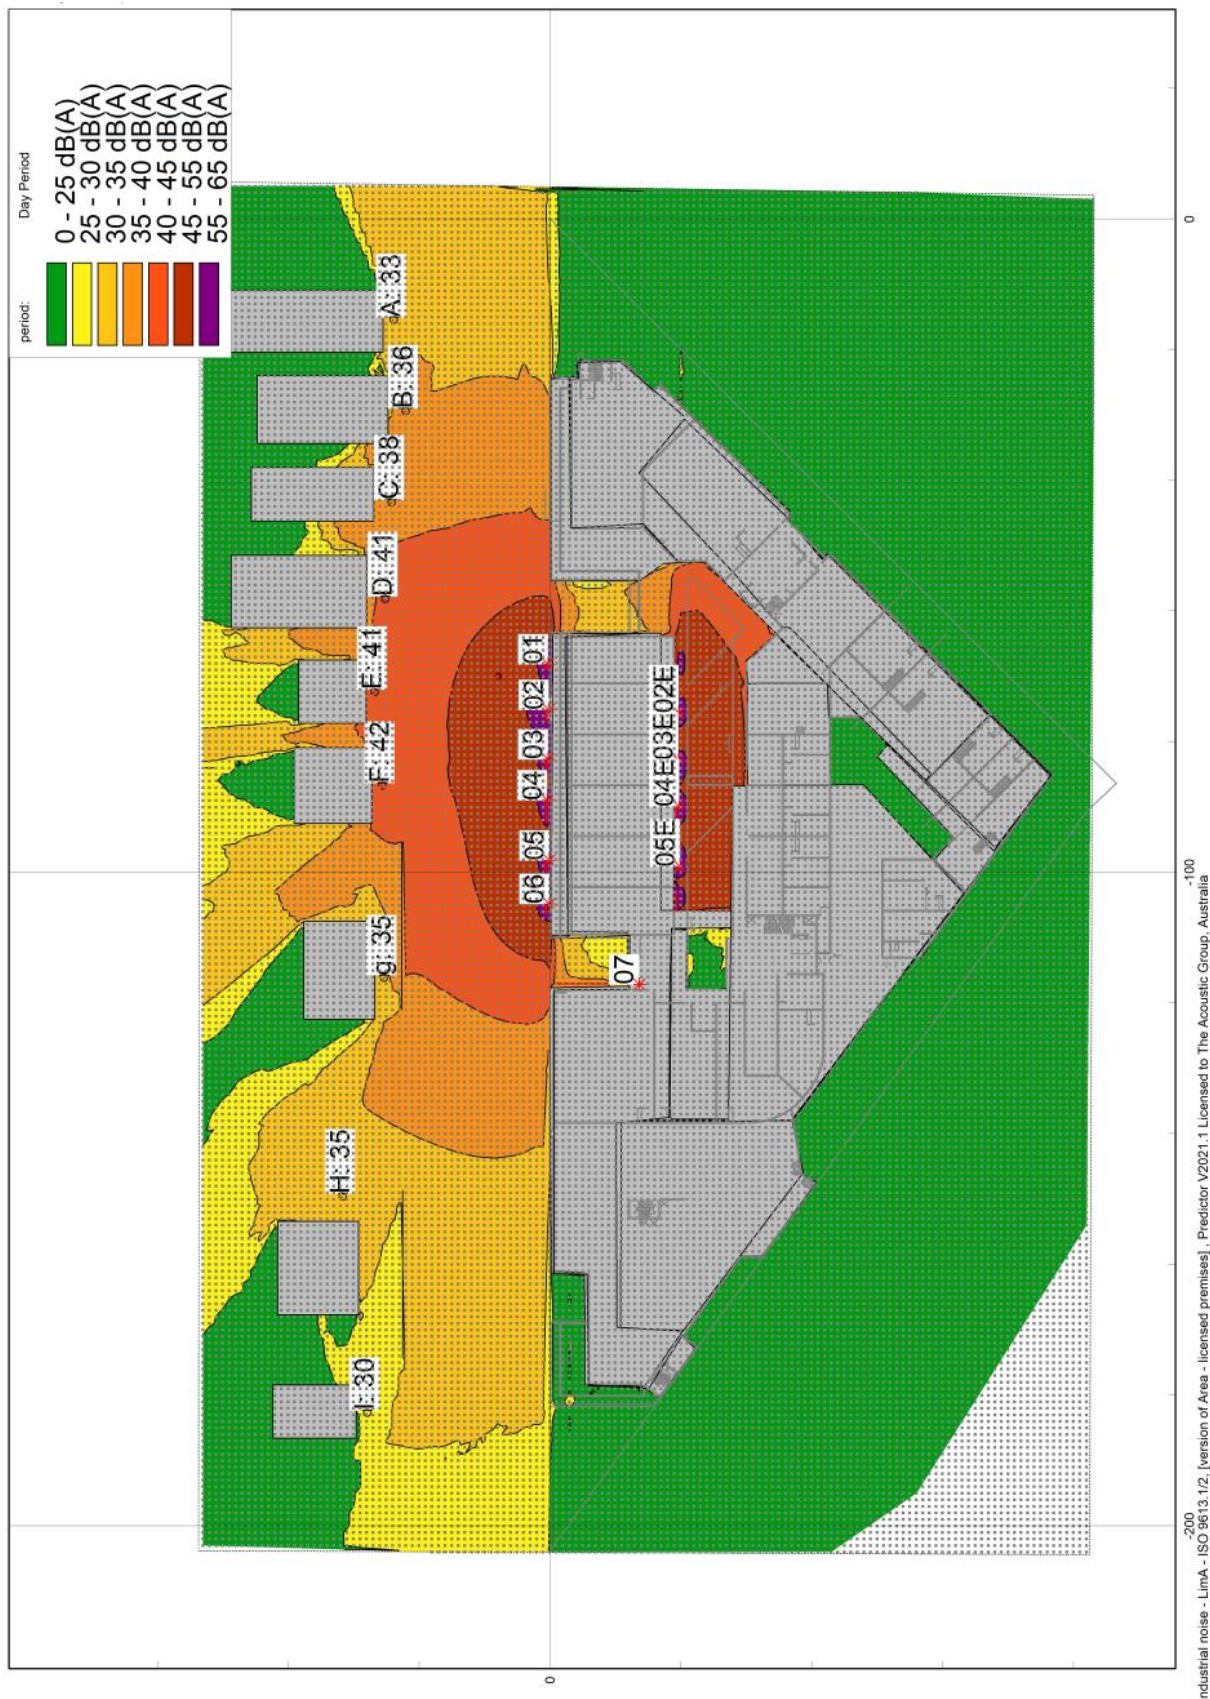 period: Day Period
0 - 25 dB(A)
25 - 30 dB(A)
30 - 35 dB(A)
35 - 40 dB(A)
40 - 45 dB(A)
45 - 55 dB(A)
55 - 65 dB(A)
I: 30
H: 35
g: 35
F: 42
E: 41
D: 41
C: 38
B: 36
A: 33
06
05
04
03
02
01
07
05E
04E
03E
02E
0
-200
-100
0
ndustrial noise - LimA - ISO 9613.1/2, [version of Area - licensed premises] , Predictor V2021.1 Licensed to The Acoustic Group, Australia